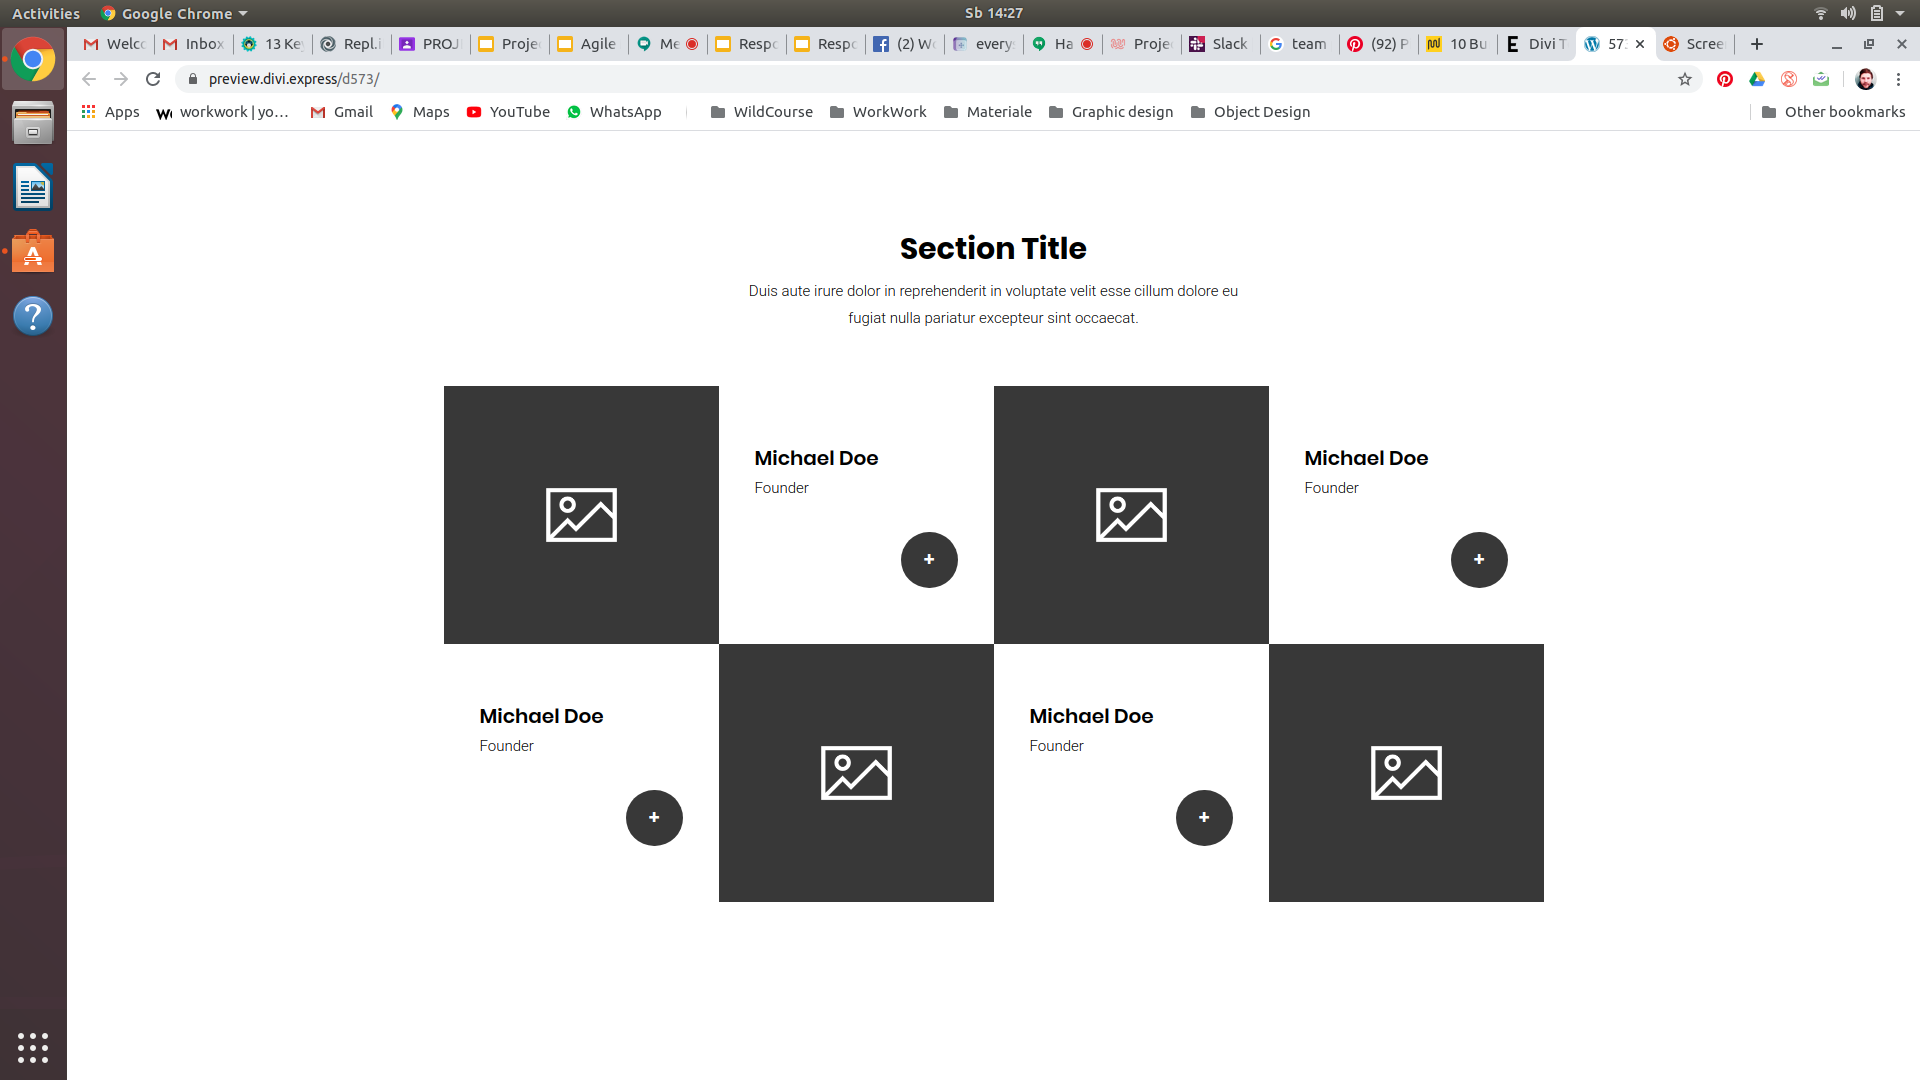 Activities Google Chrome Sb 14:27
Welc Inbox 13 Ke Repl.i PROJ Proje Agile Me Respo Respo (2) W every Ha Proje Slack team (92) P 10 Bu Divi T 573 Scree
preview.divi.express/d573/
Apps workwork | yo... Gmail Maps YouTube WhatsApp WildCourse WorkWork Materiale Graphic design Object Design Other bookmarks
Section Title
Duis aute irure dolor in reprehenderit in voluptate velit esse cillum dolore eu
fugiat nulla pariatur excepteur sint occaecat.
Michael Doe
Founder
+
Michael Doe
Founder
+
Michael Doe
Founder
+
Michael Doe
Founder
+